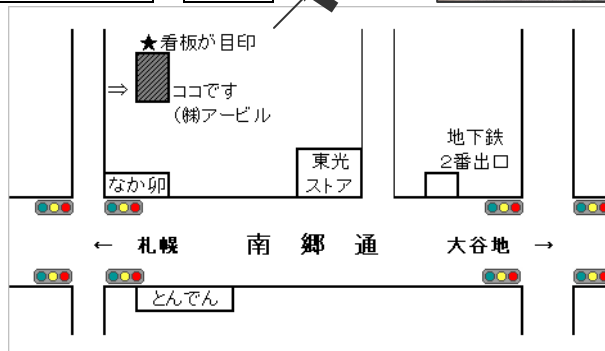 ★看板が目印
⇒
ココです
㈱アービル
地下鉄
2番出口
東光
ストア
なか卯
← 札幌 南郷通 大谷地 →
とんでん